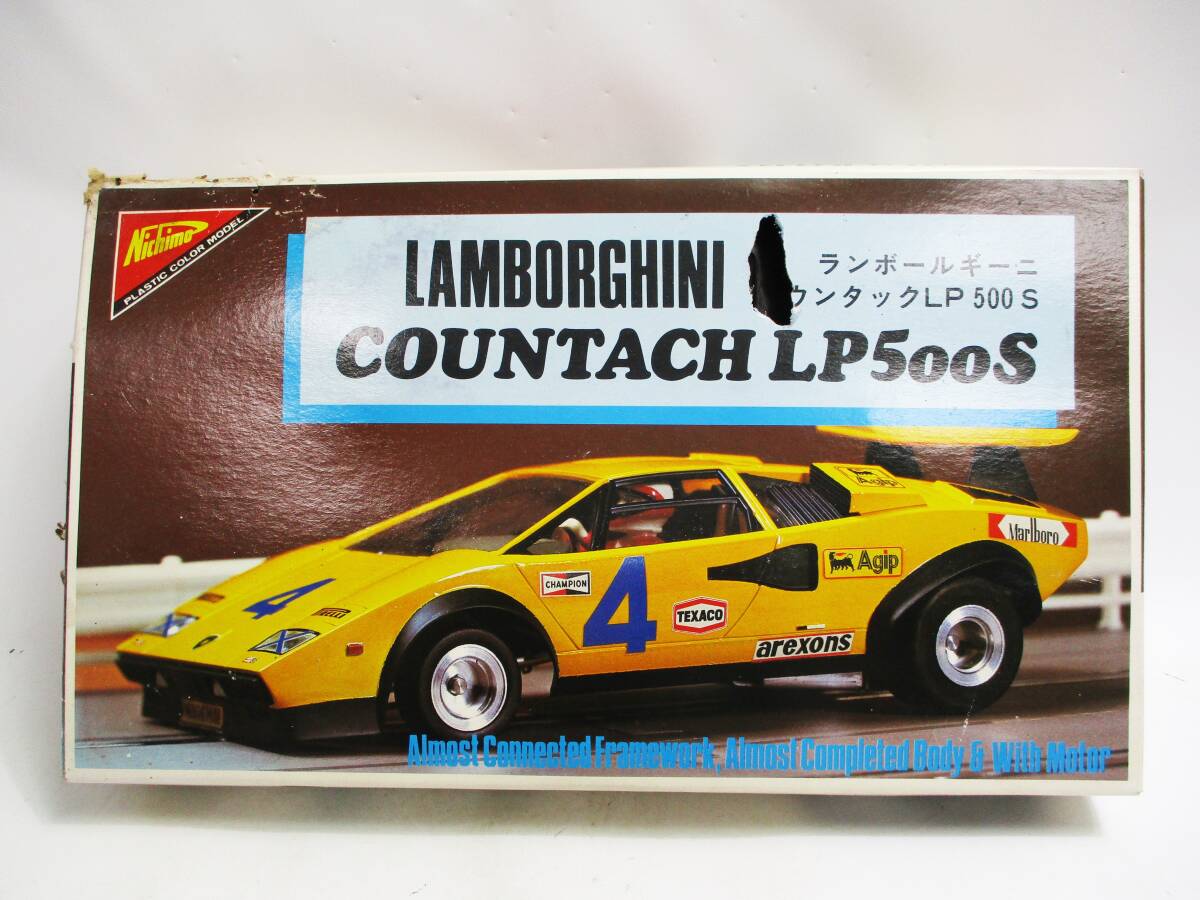 Nichimo
PLASTIC COLOR MODEL
LAMBORGHINI
ランボールギーニ
ウンタックLP 500 S
COUNTACH LP500S
Agip
Marlboro
Agip
CHAMPION
4
4
TEXACO
arexons
Almost Connected Framework, Almost Completed Body & With Motor